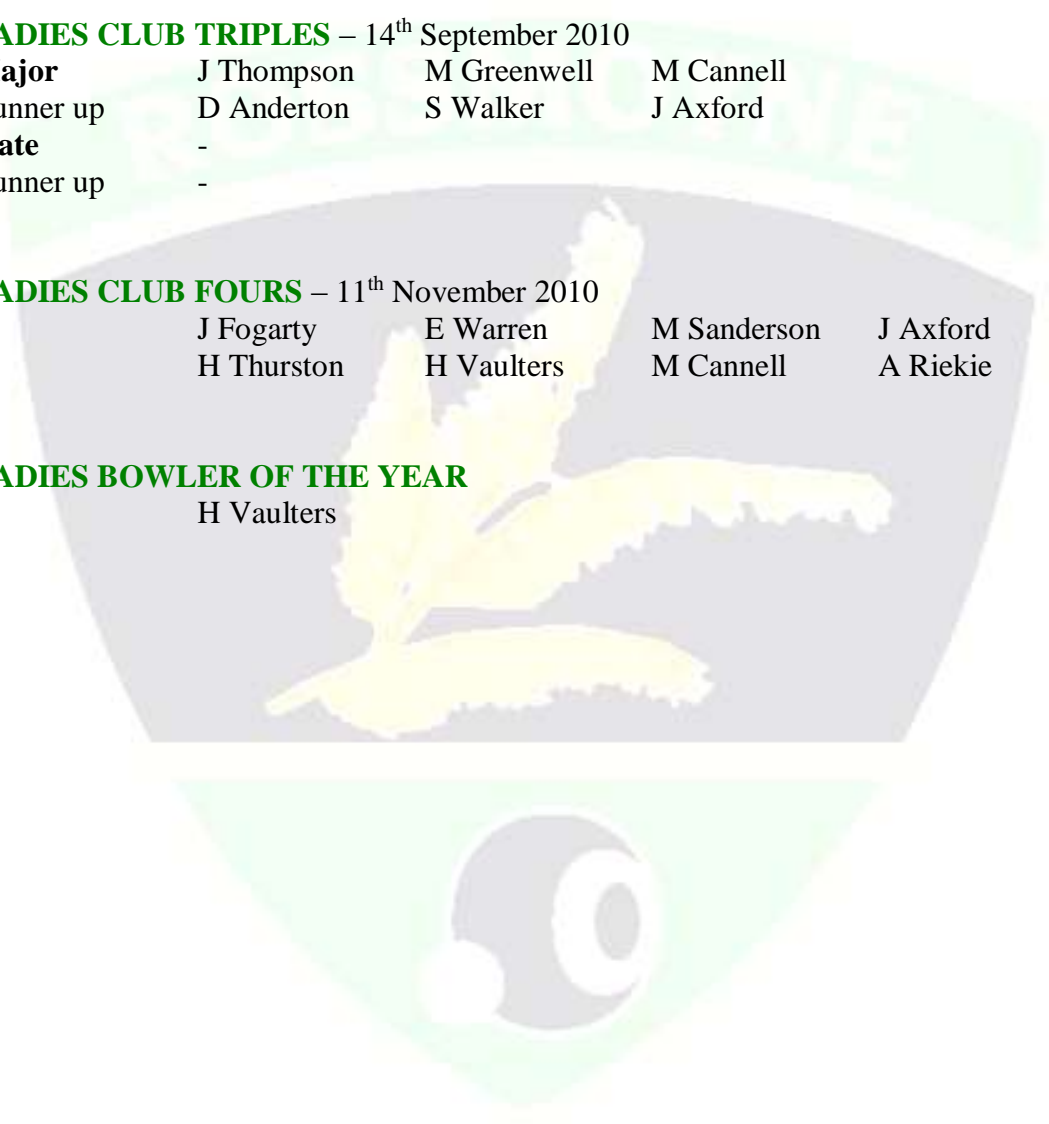 ADIES CLUB TRIPLES – 14th September 2010
ajor J Thompson M Greenwell M Cannell
unner up D Anderton S Walker J Axford
ate -
unner up -
ADIES CLUB FOURS – 11th November 2010
J Fogarty E Warren M Sanderson J Axford
H Thurston H Vaulters M Cannell A Riekie
ADIES BOWLER OF THE YEAR
H Vaulters